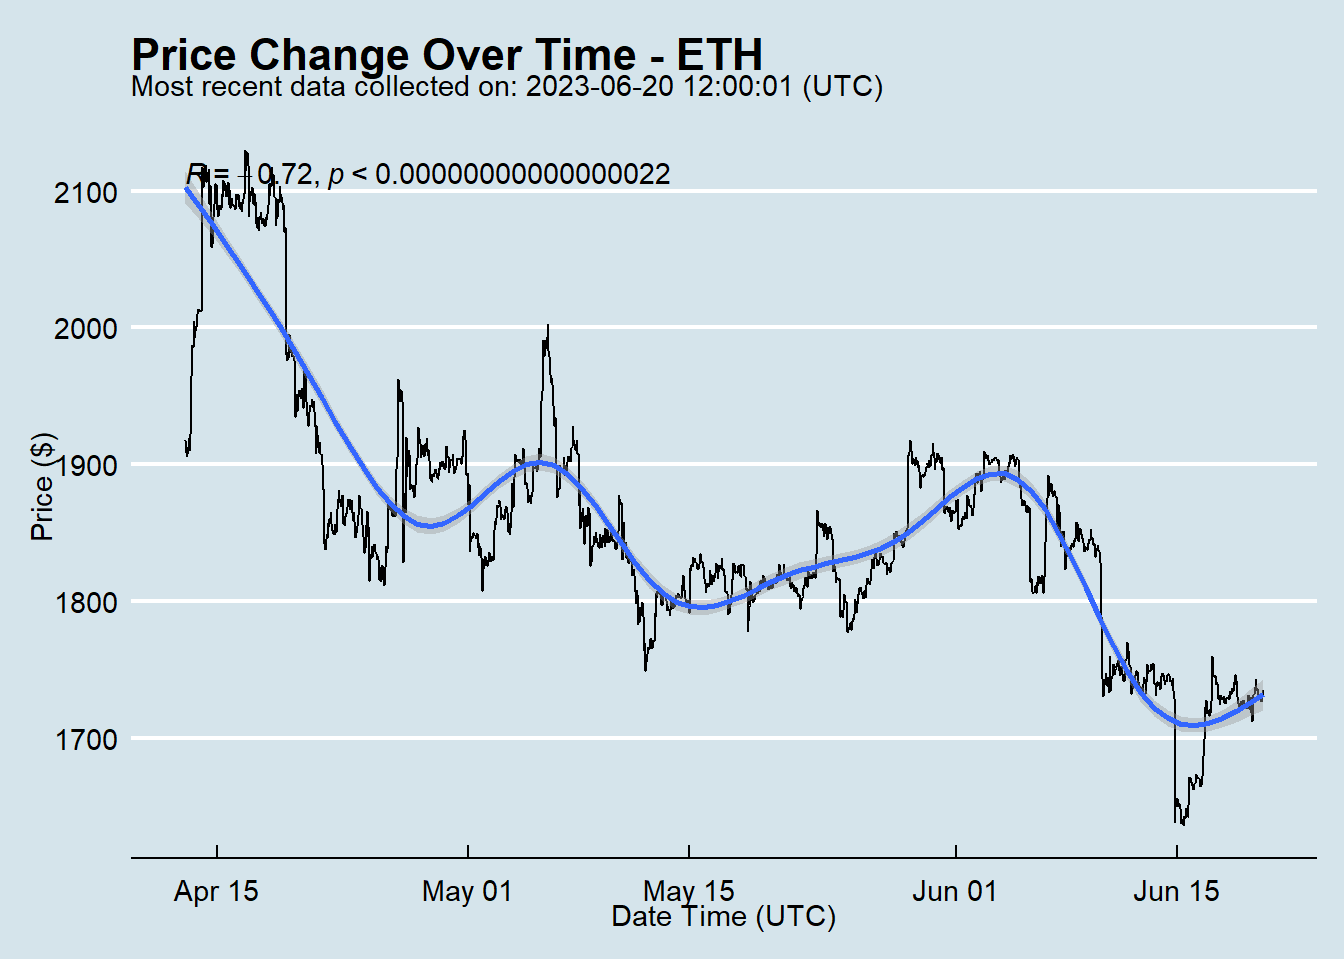 Price Change Over Time - ETH
Most recent data collected on: 2023-06-20 12:00:01 (UTC)
R = −0.72, p < 0.00000000000000022
2100
2000
1900
1800
1700
Price ($)
Apr 15 May 01 May 15 Jun 01 Jun 15
Date Time (UTC)